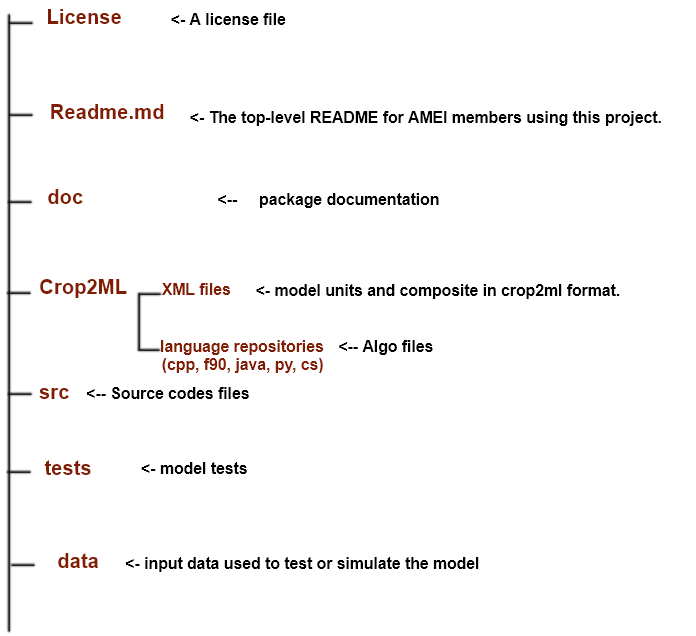 License <- A license file
Readme.md <- The top-level README for AMEI members using this project.
doc <-- package documentation
Crop2ML
XML files <- model units and composite in crop2ml format.
language repositories <-- Algo files
(cpp, f90, java, py, cs)
src <-- Source codes files
tests <- model tests
data <- input data used to test or simulate the model